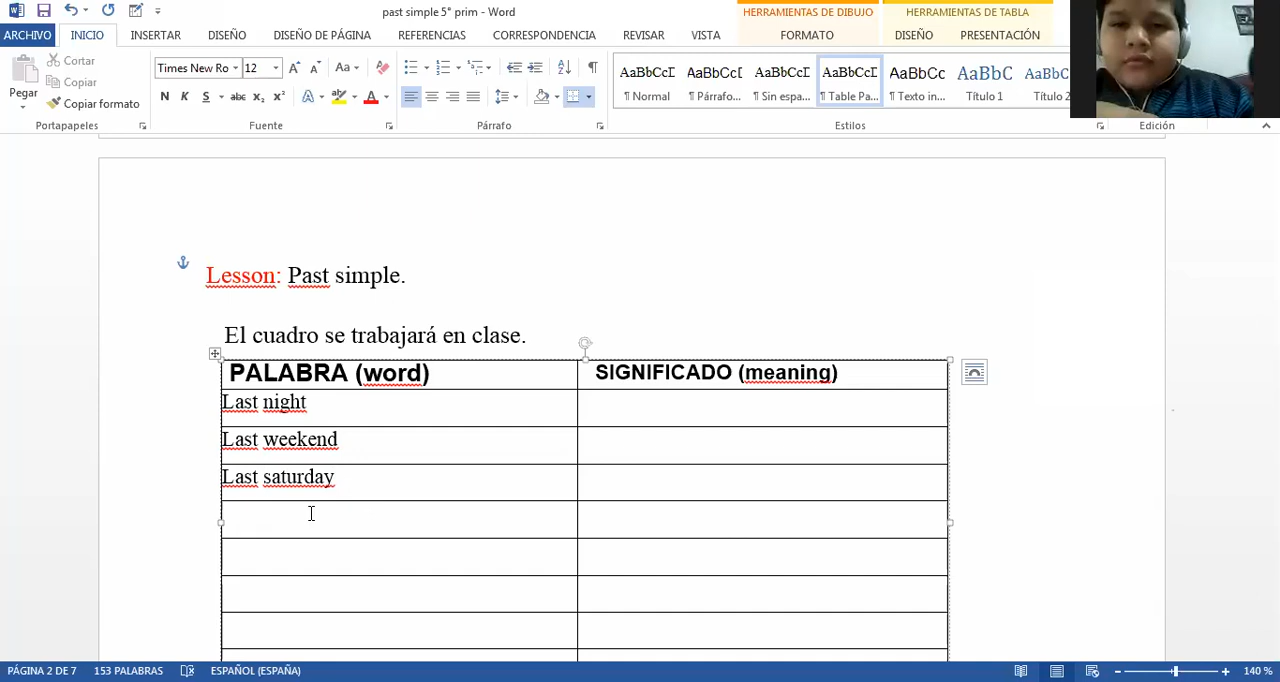 past simple 5° prim - Word
HERRAMIENTAS DE DIBUJO
HERRAMIENTAS DE TABLA
ARCHIVO
INICIO
INSERTAR
DISEÑO
DISEÑO DE PÁGINA
REFERENCIAS
CORRESPONDENCIA
REVISAR
VISTA
FORMATO
DISEÑO
PRESENTACIÓN
Pegar
Cortar
Copiar
Copiar formato
Portapapeles
Times New Ro
12
Aa
N K S abc x₂ x²
A A
Fuente
Párrafo
AaBbCcI
¶ Normal
AaBbCcI
¶ Párrafo...
AaBbCcI
¶ Sin espa...
AaBbCcI
¶ Table Pa...
AaBbCc
¶ Texto in...
AaBbC
Título 1
AaBbC
Título 2
Estilos
Edición
Lesson: Past simple.
El cuadro se trabajará en clase.
PALABRA (word)
SIGNIFICADO (meaning)
Last night
Last weekend
Last saturday
PÁGINA 2 DE 7
153 PALABRAS
ESPAÑOL (ESPAÑA)
140 %